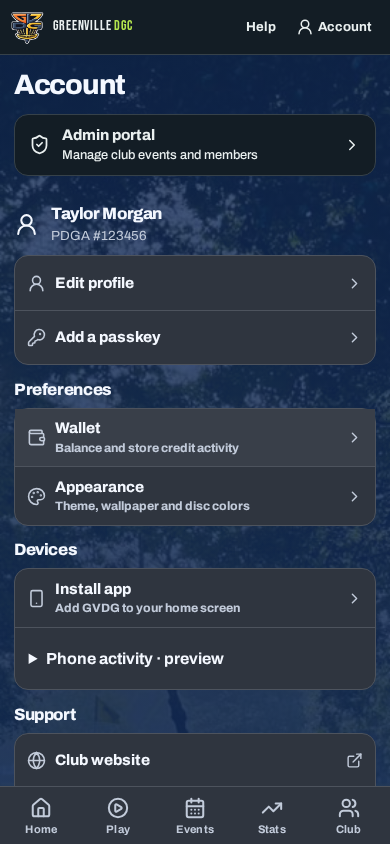 GREENVILLE DGC
Help
Account
Account
Admin portal
Manage club events and members
Taylor Morgan
PDGA #123456
Edit profile
Add a passkey
Preferences
Wallet
Balance and store credit activity
Appearance
Theme, wallpaper and disc colors
Devices
Install app
Add GVDG to your home screen
Phone activity · preview
Support
Club website
Home
Play
Events
Stats
Club